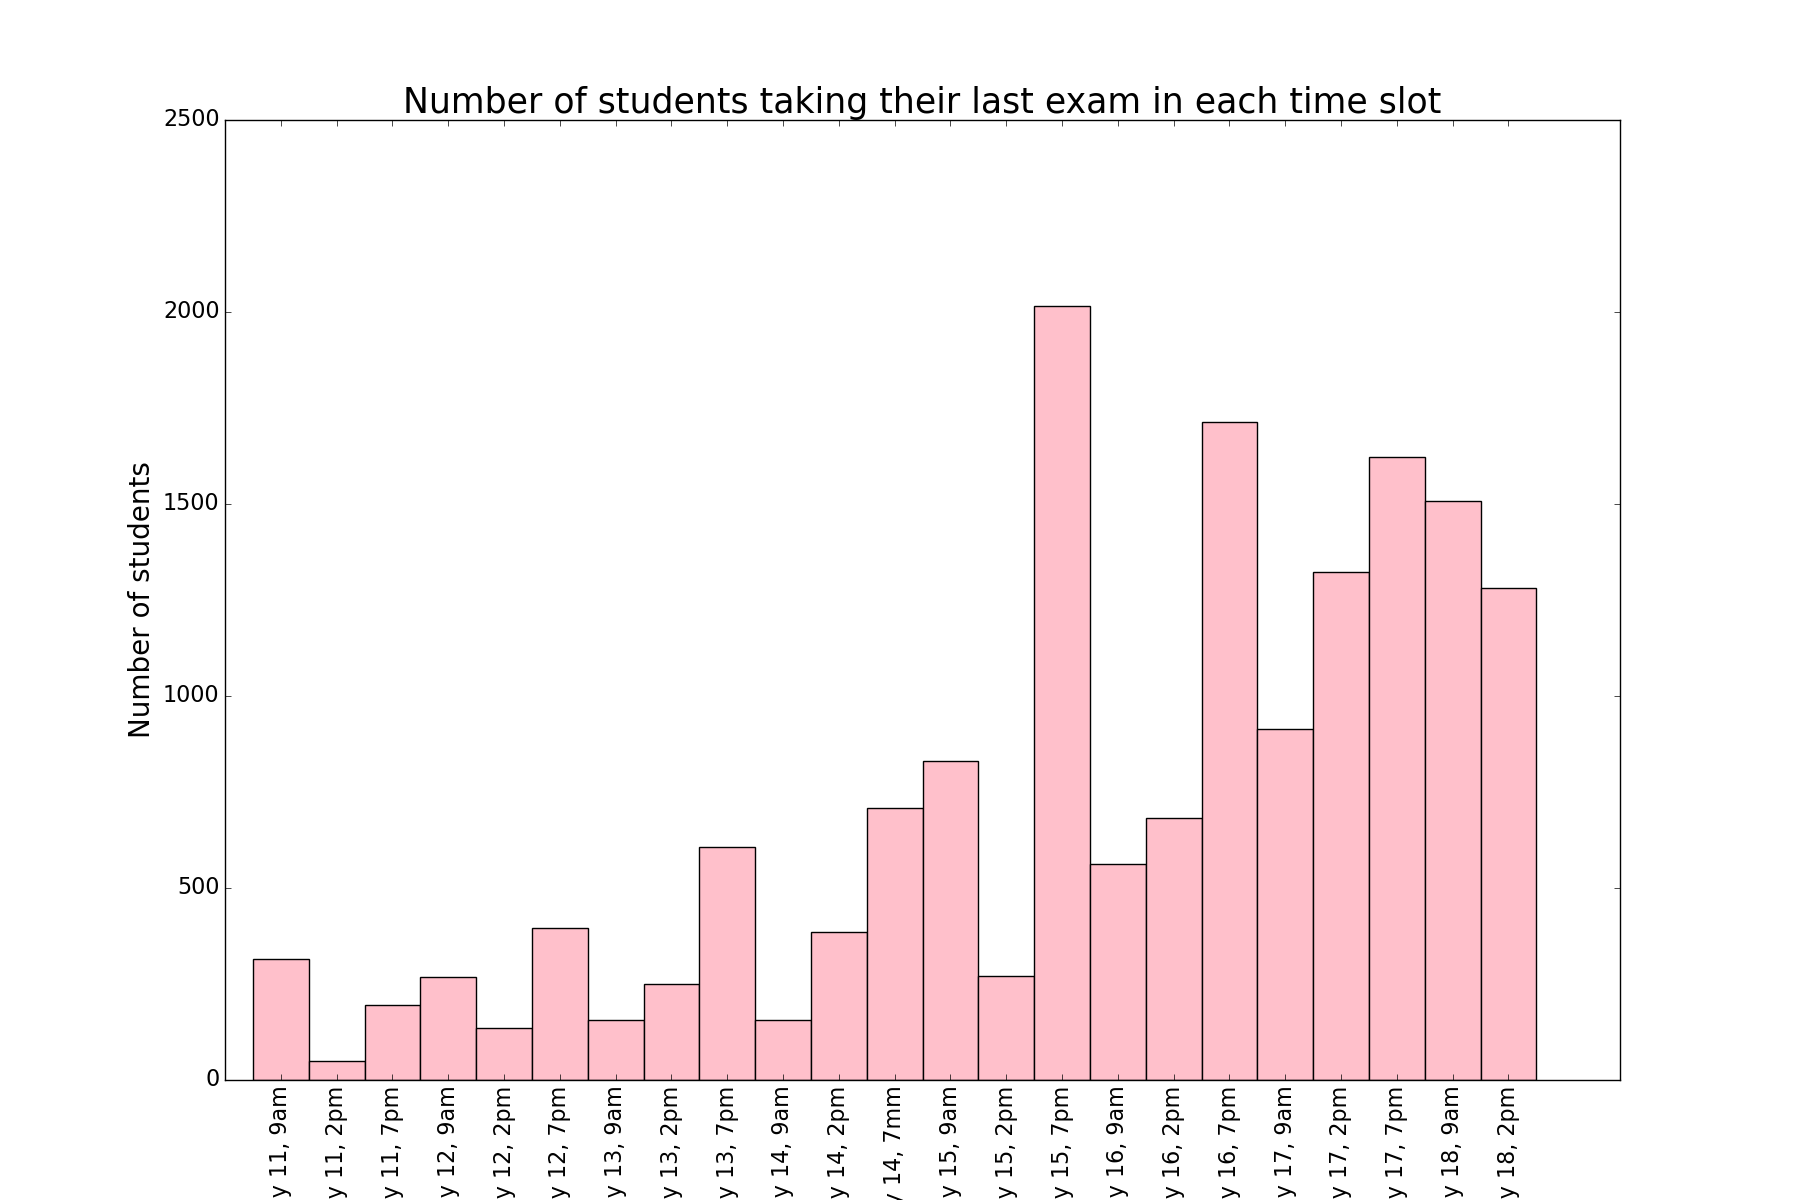 Number of students taking their last exam in each time slot
Number of students
2500
2000
1500
1000
500
0
y 11, 9am
y 11, 2pm
y 11, 7pm
y 12, 9am
y 12, 2pm
y 12, 7pm
y 13, 9am
y 13, 2pm
y 13, 7pm
y 14, 9am
y 14, 2pm
y 14, 7mm
y 15, 9am
y 15, 2pm
y 15, 7pm
y 16, 9am
y 16, 2pm
y 16, 7pm
y 17, 9am
y 17, 2pm
y 17, 7pm
y 18, 9am
y 18, 2pm